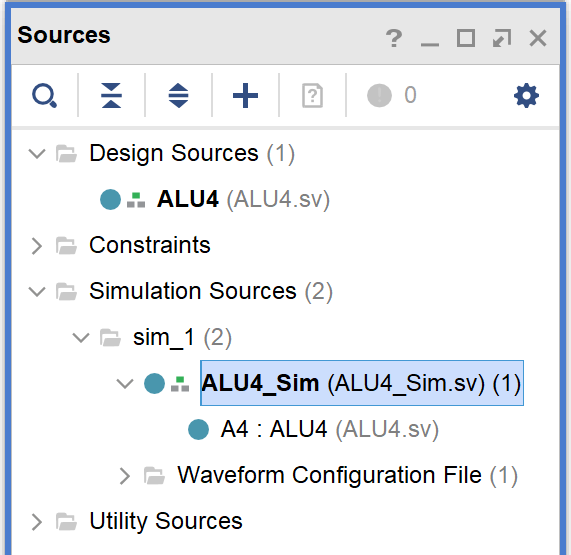 Sources
0
Design Sources (1)
ALU4 (ALU4.sv)
Constraints
Simulation Sources (2)
sim_1 (2)
ALU4_Sim (ALU4_Sim.sv) (1)
A4 : ALU4 (ALU4.sv)
Waveform Configuration File (1)
Utility Sources